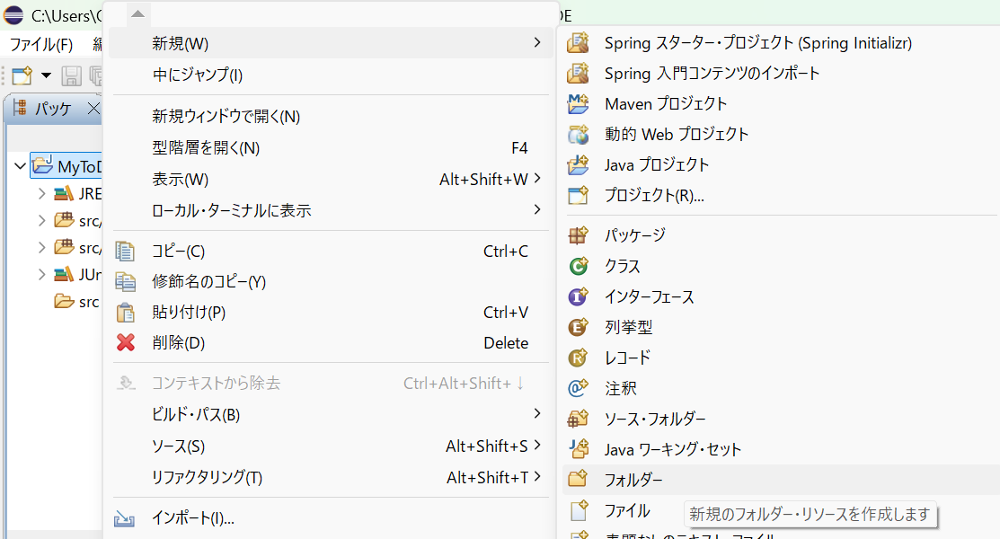 C:\Users\
DE
ファイル(F)
パッケ
MyToD
JRE
src/
src/
JUn
src
新規(W)
中にジャンプ(I)
新規ウィンドウで開く(N)
型階層を開く(N) F4
表示(W) Alt+Shift+W
ローカル・ターミナルに表示
コピー(C) Ctrl+C
修飾名のコピー(Y)
貼り付け(P) Ctrl+V
削除(D) Delete
コンテキストから除去 Ctrl+Alt+Shift+↓
ビルド・パス(B)
ソース(S) Alt+Shift+S
リファクタリング(T) Alt+Shift+T
インポート(I)...
Spring スターター・プロジェクト (Spring Initializr)
Spring 入門コンテンツのインポート
Maven プロジェクト
動的 Web プロジェクト
Java プロジェクト
プロジェクト(R)...
パッケージ
クラス
インターフェース
列挙型
レコード
注釈
ソース・フォルダー
Java ワーキング・セット
フォルダー
ファイル
新規のフォルダー・リソースを作成します